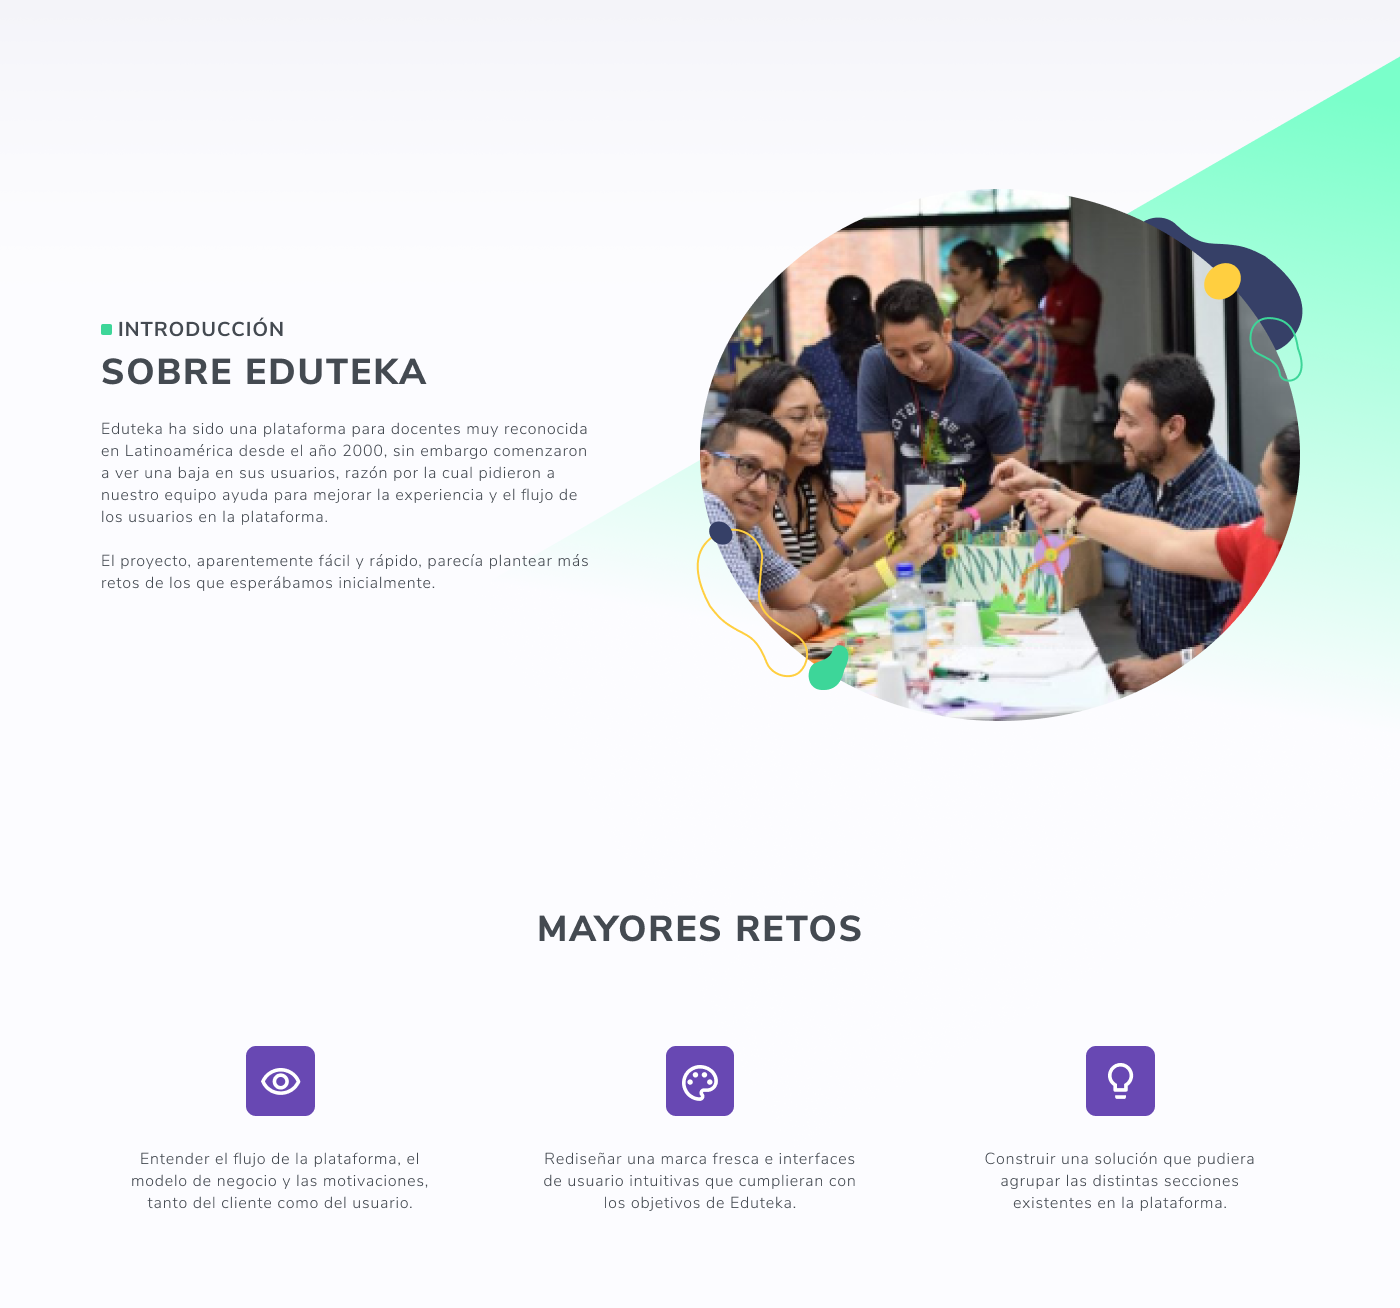 INTRODUCCIÓN
SOBRE EDUTEKA
Eduteka ha sido una plataforma para docentes muy reconocida
en Latinoamérica desde el año 2000, sin embargo comenzaron
a ver una baja en sus usuarios, razón por la cual pidieron a
nuestro equipo ayuda para mejorar la experiencia y el flujo de
los usuarios en la plataforma.
El proyecto, aparentemente fácil y rápido, parecía plantear más
retos de los que esperábamos inicialmente.
MAYORES RETOS
Entender el flujo de la plataforma, el
modelo de negocio y las motivaciones,
tanto del cliente como del usuario.
Rediseñar una marca fresca e interfaces
de usuario intuitivas que cumplieran con
los objetivos de Eduteka.
Construir una solución que pudiera
agrupar las distintas secciones
existentes en la plataforma.